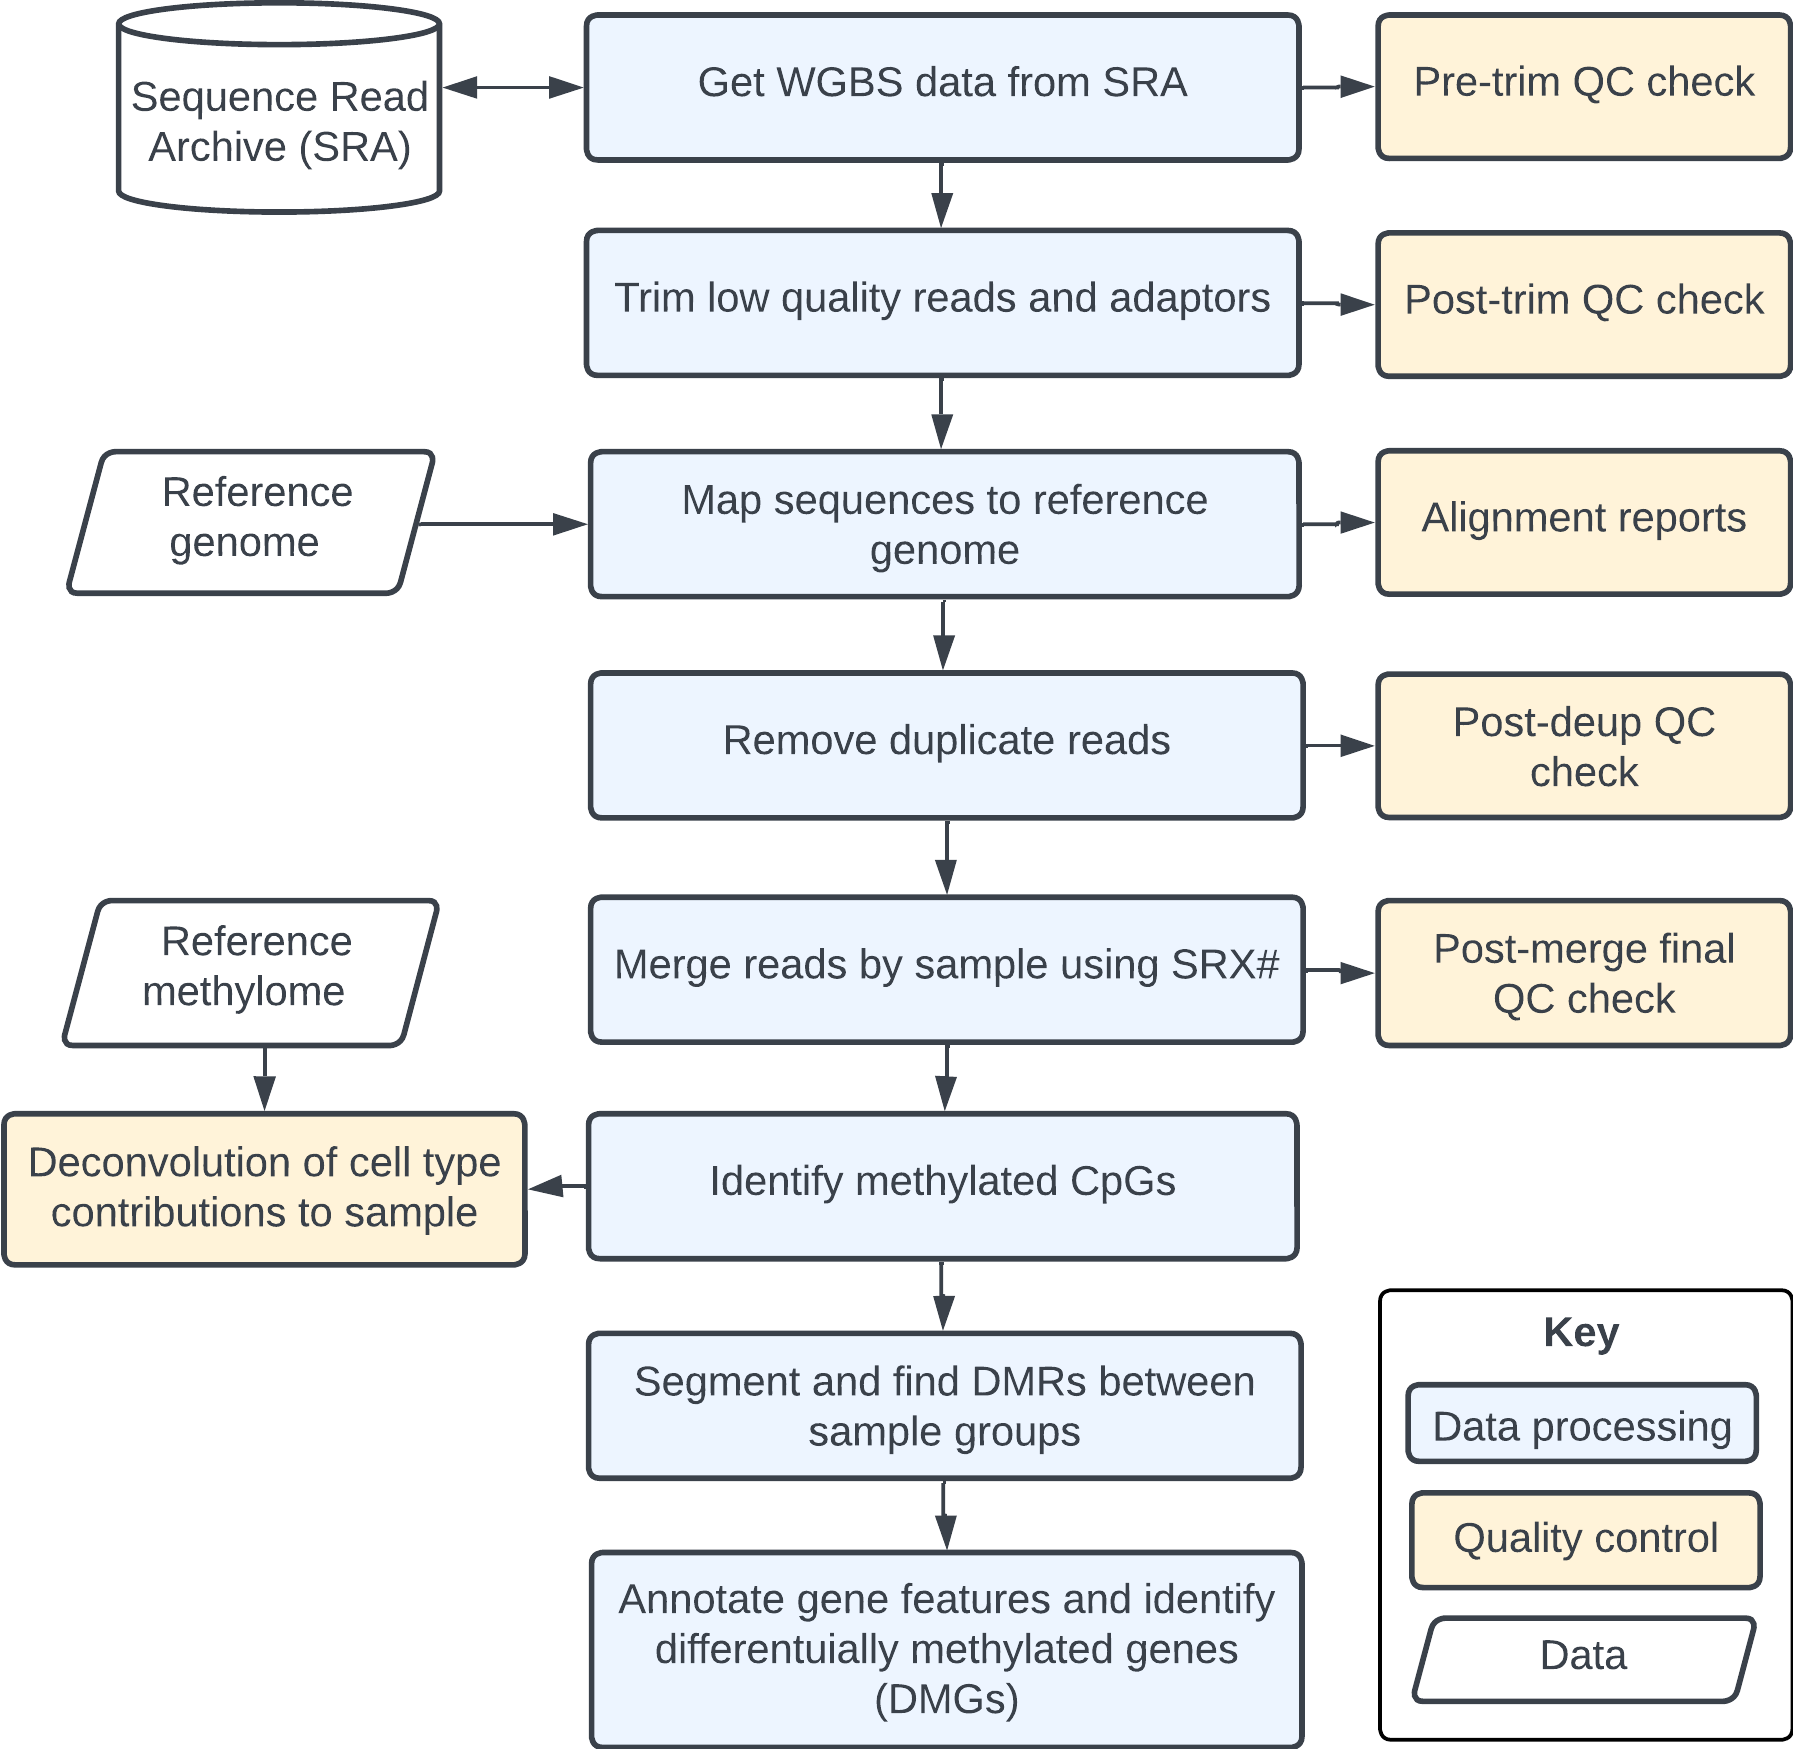 Sequence Read
Archive (SRA)
Get WGBS data from SRA
Pre-trim QC check
Trim low quality reads and adaptors
Post-trim QC check
Reference
genome
Map sequences to reference
genome
Alignment reports
Remove duplicate reads
Post-deup QC
check
Reference
methylome
Merge reads by sample using SRX#
Post-merge final
QC check
Deconvolution of cell type
contributions to sample
Identify methylated CpGs
Segment and find DMRs between
sample groups
Annotate gene features and identify
differentuially methylated genes
(DMGs)
Key
Data processing
Quality control
Data